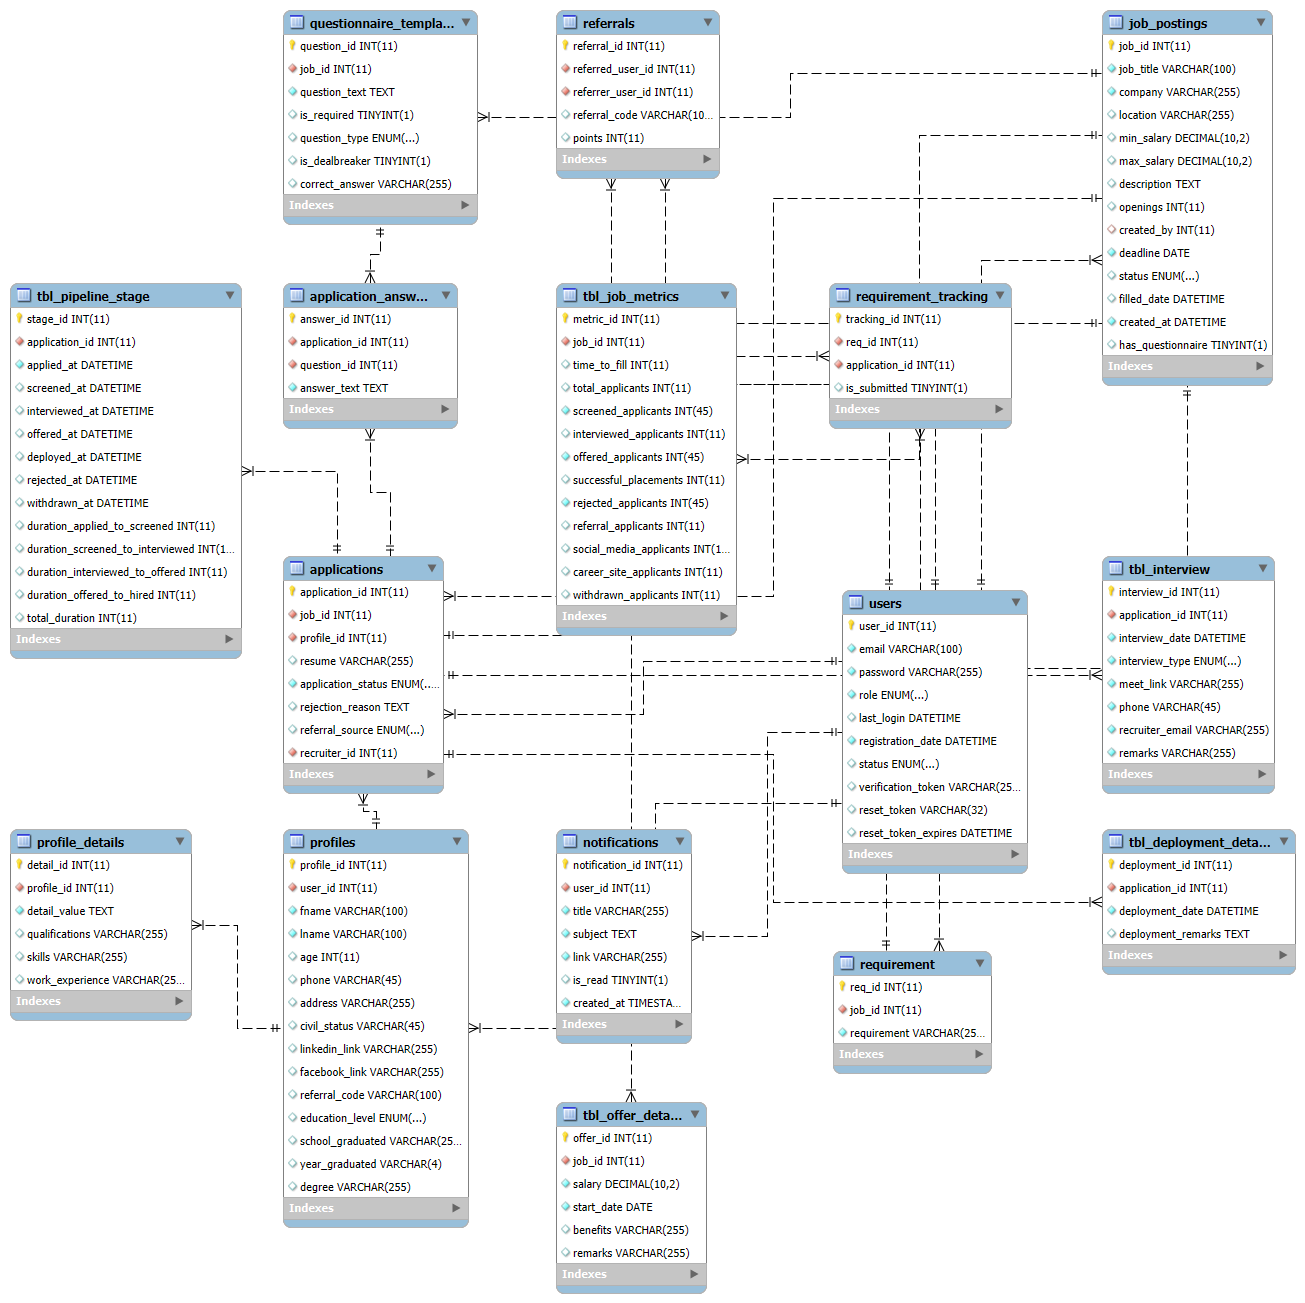 questionnaire_templa...
question_id INT(11)
job_id INT(11)
question_text TEXT
is_required TINYINT(1)
question_type ENUM(...)
is_dealbreaker TINYINT(1)
correct_answer VARCHAR(255)
Indexes
referrals
referral_id INT(11)
referred_user_id INT(11)
referrer_user_id INT(11)
referral_code VARCHAR(10...
points INT(11)
Indexes
job_postings
job_id INT(11)
job_title VARCHAR(100)
company VARCHAR(255)
location VARCHAR(255)
min_salary DECIMAL(10,2)
max_salary DECIMAL(10,2)
description TEXT
openings INT(11)
created_by INT(11)
deadline DATE
status ENUM(...)
filled_date DATETIME
created_at DATETIME
has_questionnaire TINYINT(1)
Indexes
tbl_pipeline_stage
stage_id INT(11)
application_id INT(11)
applied_at DATETIME
screened_at DATETIME
interviewed_at DATETIME
offered_at DATETIME
deployed_at DATETIME
rejected_at DATETIME
withdrawn_at DATETIME
duration_applied_to_screened INT(11)
duration_screened_to_interviewed INT(1...
duration_interviewed_to_offered INT(11)
duration_offered_to_hired INT(11)
total_duration INT(11)
Indexes
application_answ...
answer_id INT(11)
application_id INT(11)
question_id INT(11)
answer_text TEXT
Indexes
tbl_job_metrics
metric_id INT(11)
job_id INT(11)
time_to_fill INT(11)
total_applicants INT(11)
screened_applicants INT(45)
interviewed_applicants INT(11)
offered_applicants INT(45)
successful_placements INT(11)
rejected_applicants INT(45)
referral_applicants INT(11)
social_media_applicants INT(1...
career_site_applicants INT(11)
withdrawn_applicants INT(11)
Indexes
requirement_tracking
tracking_id INT(11)
req_id INT(11)
application_id INT(11)
is_submitted TINYINT(1)
Indexes
applications
application_id INT(11)
job_id INT(11)
profile_id INT(11)
resume VARCHAR(255)
application_status ENUM(...
rejection_reason TEXT
referral_source ENUM(...)
recruiter_id INT(11)
Indexes
users
user_id INT(11)
email VARCHAR(100)
password VARCHAR(255)
role ENUM(...)
last_login DATETIME
registration_date DATETIME
status ENUM(...)
verification_token VARCHAR(25...
reset_token VARCHAR(32)
reset_token_expires DATETIME
Indexes
tbl_interview
interview_id INT(11)
application_id INT(11)
interview_date DATETIME
interview_type ENUM(...)
meet_link VARCHAR(255)
phone VARCHAR(45)
recruiter_email VARCHAR(255)
remarks VARCHAR(255)
Indexes
profile_details
detail_id INT(11)
profile_id INT(11)
detail_value TEXT
qualifications VARCHAR(255)
skills VARCHAR(255)
work_experience VARCHAR(25...
Indexes
profiles
profile_id INT(11)
user_id INT(11)
fname VARCHAR(100)
lname VARCHAR(100)
age INT(11)
phone VARCHAR(45)
address VARCHAR(255)
civil_status VARCHAR(45)
linkedin_link VARCHAR(255)
facebook_link VARCHAR(255)
referral_code VARCHAR(100)
education_level ENUM(...)
school_graduated VARCHAR(25...
year_graduated VARCHAR(4)
degree VARCHAR(255)
Indexes
notifications
notification_id INT(11)
user_id INT(11)
title VARCHAR(255)
subject TEXT
link VARCHAR(255)
is_read TINYINT(1)
created_at TIMESTA...
Indexes
tbl_deployment_deta...
deployment_id INT(11)
application_id INT(11)
deployment_date DATETIME
deployment_remarks TEXT
Indexes
requirement
req_id INT(11)
job_id INT(11)
requirement VARCHAR(25...
Indexes
tbl_offer_deta...
offer_id INT(11)
job_id INT(11)
salary DECIMAL(10,2)
start_date DATE
benefits VARCHAR(255)
remarks VARCHAR(255)
Indexes